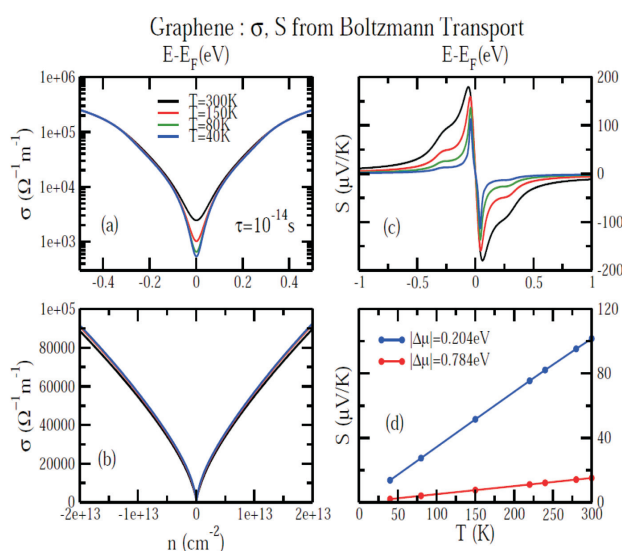 Graphene : σ, S from Boltzmann Transport
E-E_F(eV)
E-E_F(eV)
1e+06
1e+05
1e+04
1e+03
σ (Ω⁻¹m⁻¹)
T=300K
T=150K
T=80K
T=40K
(a)
τ=10⁻¹⁴s
-0.4 -0.2 0 0.2 0.4
200
100
0
-100
-200
S (μV/K)
(c)
-1 -0.5 0 0.5 1
1e+05
80000
60000
40000
20000
0
σ (Ω⁻¹m⁻¹)
(b)
-2e+13 -1e+13 0 1e+13 2e+13
n (cm⁻²)
120
80
40
0
S (μV/K)
|Δμ|=0.204eV
|Δμ|=0.784eV
(d)
0 50 100 150 200 250 300
T (K)